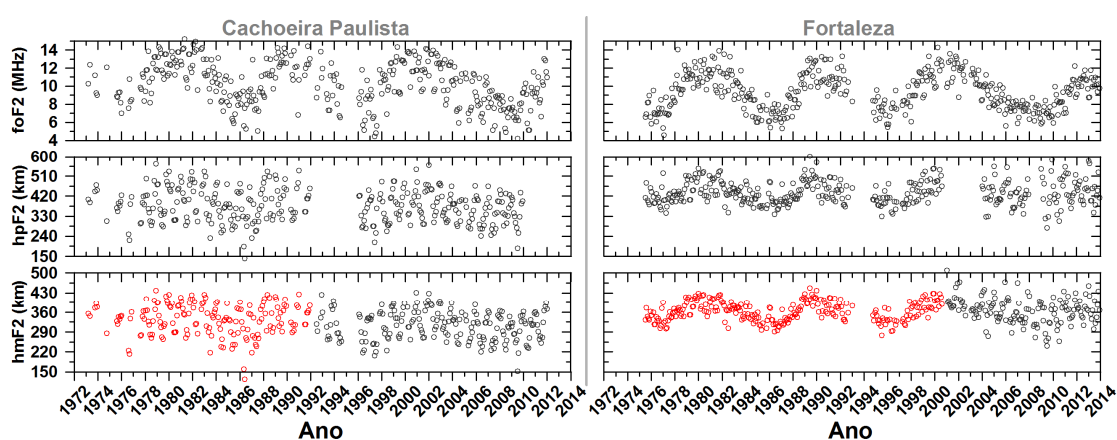 Cachoeira Paulista Fortaleza
foF2 (MHz)
14
12
10
8
6
4
hpF2 (km)
600
510
420
330
240
150
hmF2 (km)
500
430
360
290
220
150
1972 1974 1976 1978 1980 1982 1984 1986 1988 1990 1992 1994 1996 1998 2000 2002 2004 2006 2008 2010 2012 2014
1972 1974 1976 1978 1980 1982 1984 1986 1988 1990 1992 1994 1996 1998 2000 2002 2004 2006 2008 2010 2012 2014
Ano Ano